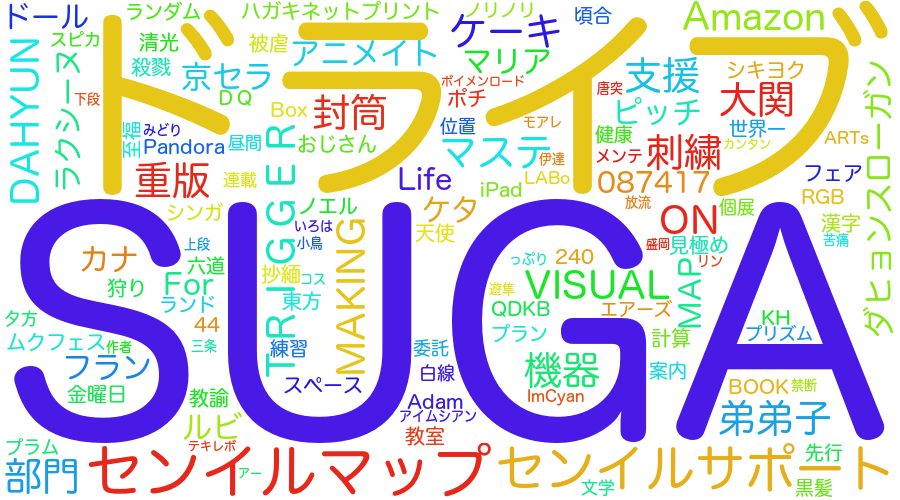 ドール
ランダム
ハガキネットプリント
ノリノリ
頃合
Amazon
スピカ
清光
被虐
アニメイト
ケーキ
マリア
ドライブ
殺戮
京セラ
ボイメンロード
唐突
支援
シキヨク
DAHYUN
ラクシーヌ
下段
DQ
Box
封筒
ポチ
ピッチ
大関
至福
みどり
Pandora
昼間
おじさん
位置
モアレ
健康
世界一
ARTs
マステ
伊達
メンテ
刺繍
カンタン
重版
連載
Life
iPad
LABo
087417
フェア
RGB
シンガ
ノエル
ケタ
放流
個展
ダヒョンスローガン
いろは
天使
ON
漢字
上段
小鳥
盛岡
見極め
苦痛
カナ
六道
抄紙
コス
っぷり
240
リン
狩り
For
TRIGGER
MAKING
遊隼
VISUAL
MAP
ランド
東方
QDKB
エアーズ
KH
夕方
44
SUGA
プラン
計算
プリズム
ムクフェス
作者
三条
練習
委託
機器
案内
フラン
スペース
白線
金曜日
教諭
Adam
ImCyan
BOOK
禁断
アイムシアン
ルビ
教室
弟弟子
プラム
テキレボ
先行
部門
アー
センイルマップ
センイルサポート
文学
黒髪